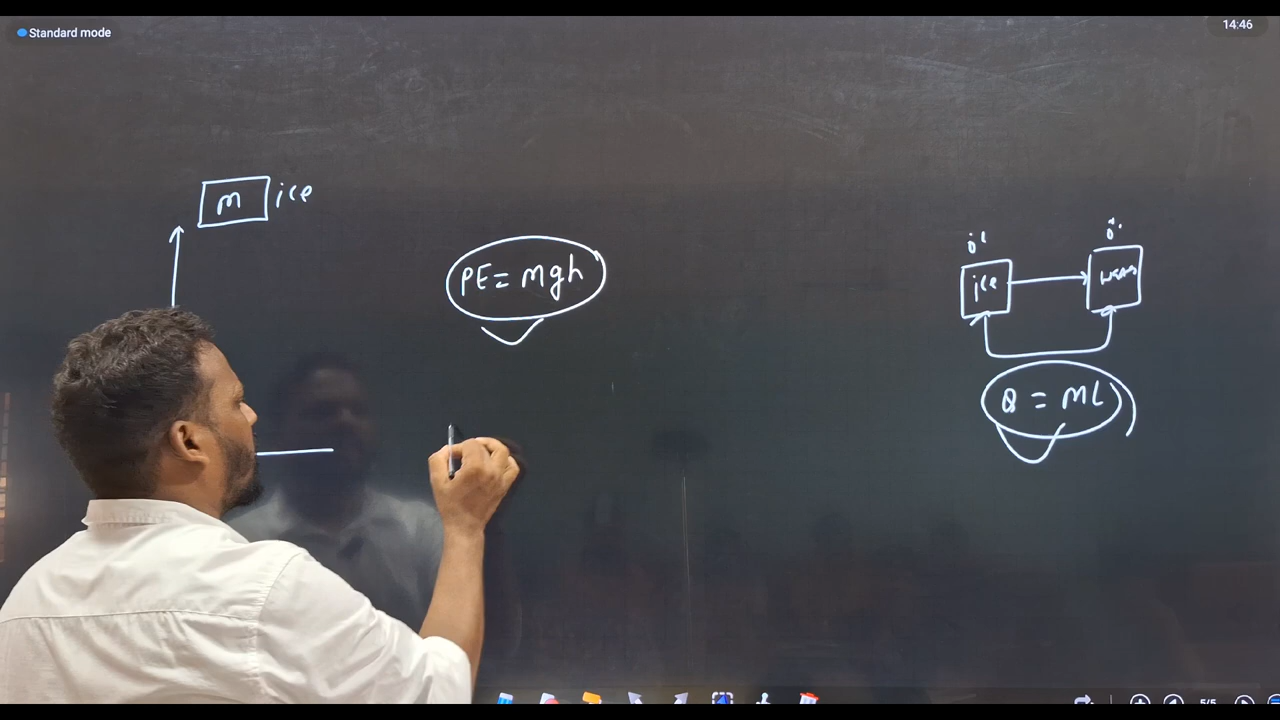 Standard mode
14:46
m ice
PE = mgh
0° 0°
ice
Q = mL
5/5